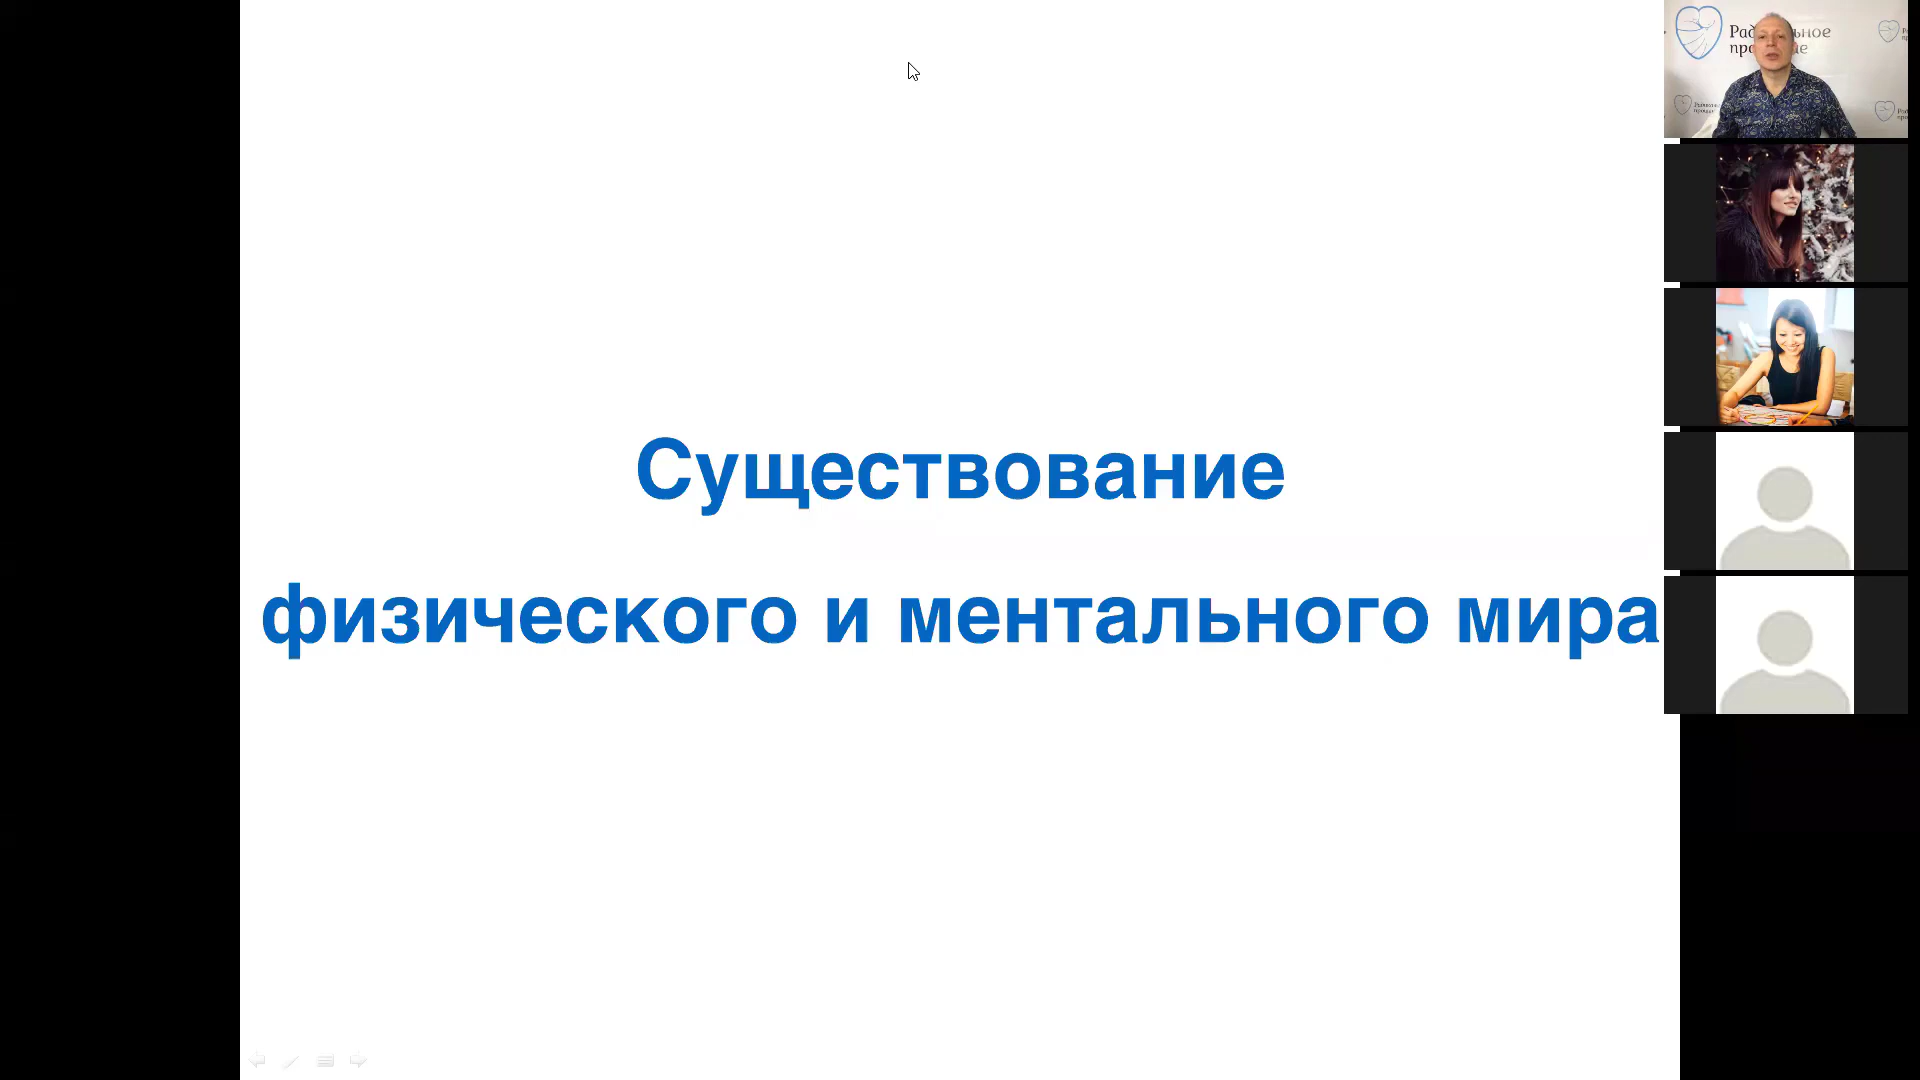 Существование
физического и ментального мира